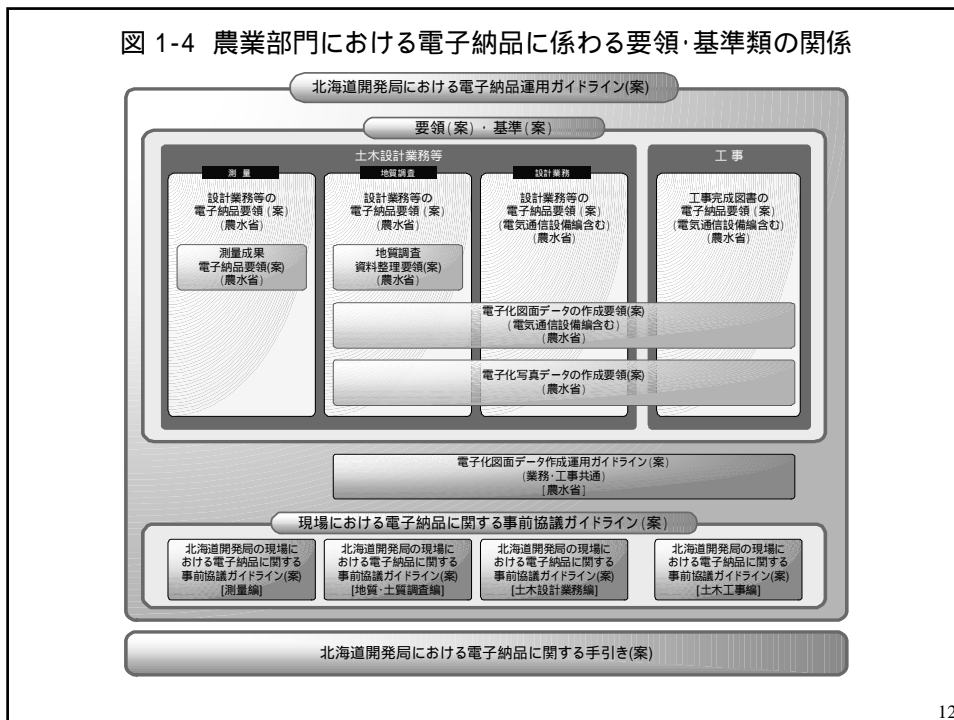 図 1-4 農業部門における電子納品に係わる要領･基準類の関係
北海道開発局における電子納品運用ガイドライン(案)
要領(案)・基準(案)
土木設計業務等
工 事
測 量
設計業務等の
電子納品要領 (案)
(農水省)
測量成果
電子納品要領(案)
(農水省)
地質調査
設計業務等の
電子納品要領 (案)
(農水省)
地質調査
資料整理要領(案)
(農水省)
設計業務
設計業務等の
電子納品要領 (案)
(電気通信設備編含む)
(農水省)
工事完成図書の
電子納品要領 (案)
(電気通信設備編含む)
(農水省)
電子化図面データの作成要領(案)
(電気通信設備編含む)
(農水省)
電子化写真データの作成要領(案)
(農水省)
電子化図面データ作成運用ガイドライン(案)
(業務･工事共通)
[農水省]
現場における電子納品に関する事前協議ガイドライン(案)
北海道開発局の現場に
おける電子納品に関する
事前協議ガイドライン(案)
[測量編]
北海道開発局の現場に
おける電子納品に関する
事前協議ガイドライン(案)
[地質･土質調査編]
北海道開発局の現場に
おける電子納品に関する
事前協議ガイドライン(案)
[土木設計業務編]
北海道開発局の現場に
おける電子納品に関する
事前協議ガイドライン(案)
[土木工事編]
北海道開発局における電子納品に関する手引き(案)
12